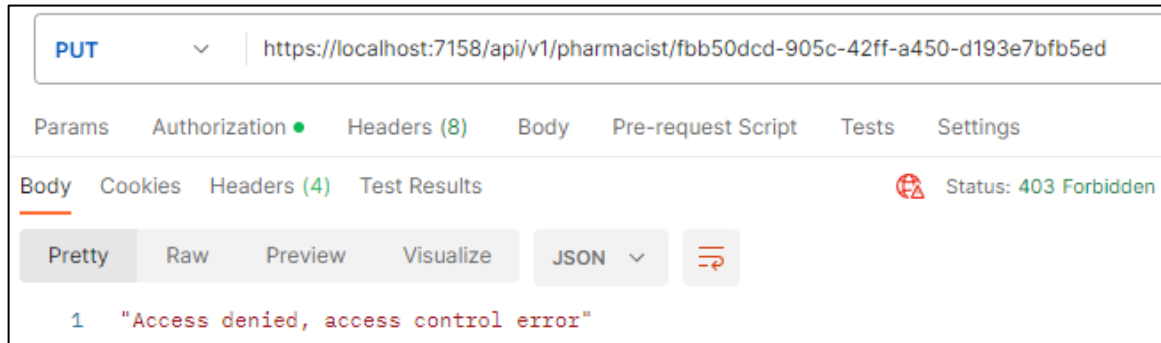 PUT https://localhost:7158/api/v1/pharmacist/fbb50dcd-905c-42ff-a450-d193e7bfb5ed
Params Authorization Headers (8) Body Pre-request Script Tests Settings
Body Cookies Headers (4) Test Results Status: 403 Forbidden
Pretty Raw Preview Visualize JSON
1 "Access denied, access control error"